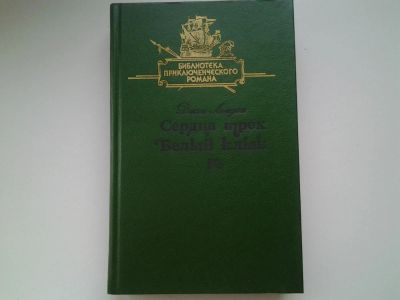 БИБЛИОТЕКА
ПРИКЛЮЧЕНЧЕСКОГО
РОМАНА
Джек Лондон
Сердца трех
Белый Клык